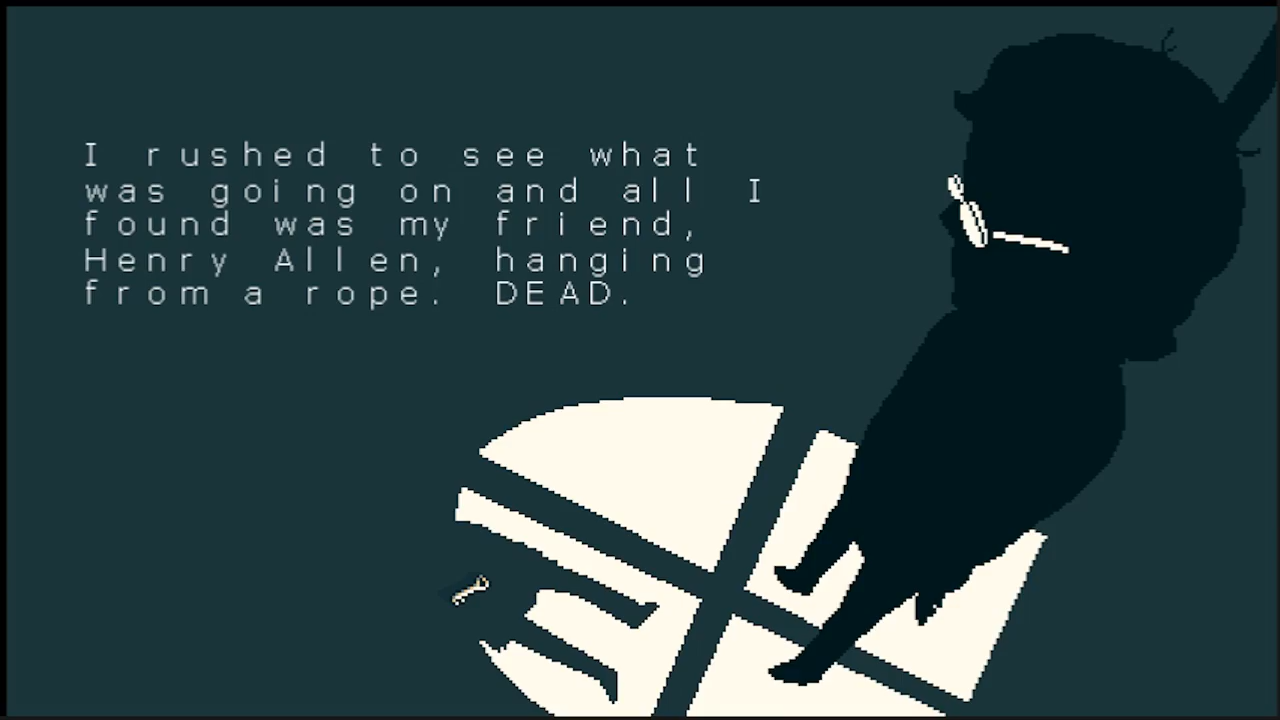 I rushed to see what
was going on and all I
found was my friend,
Henry Allen, hanging
from a rope. DEAD.